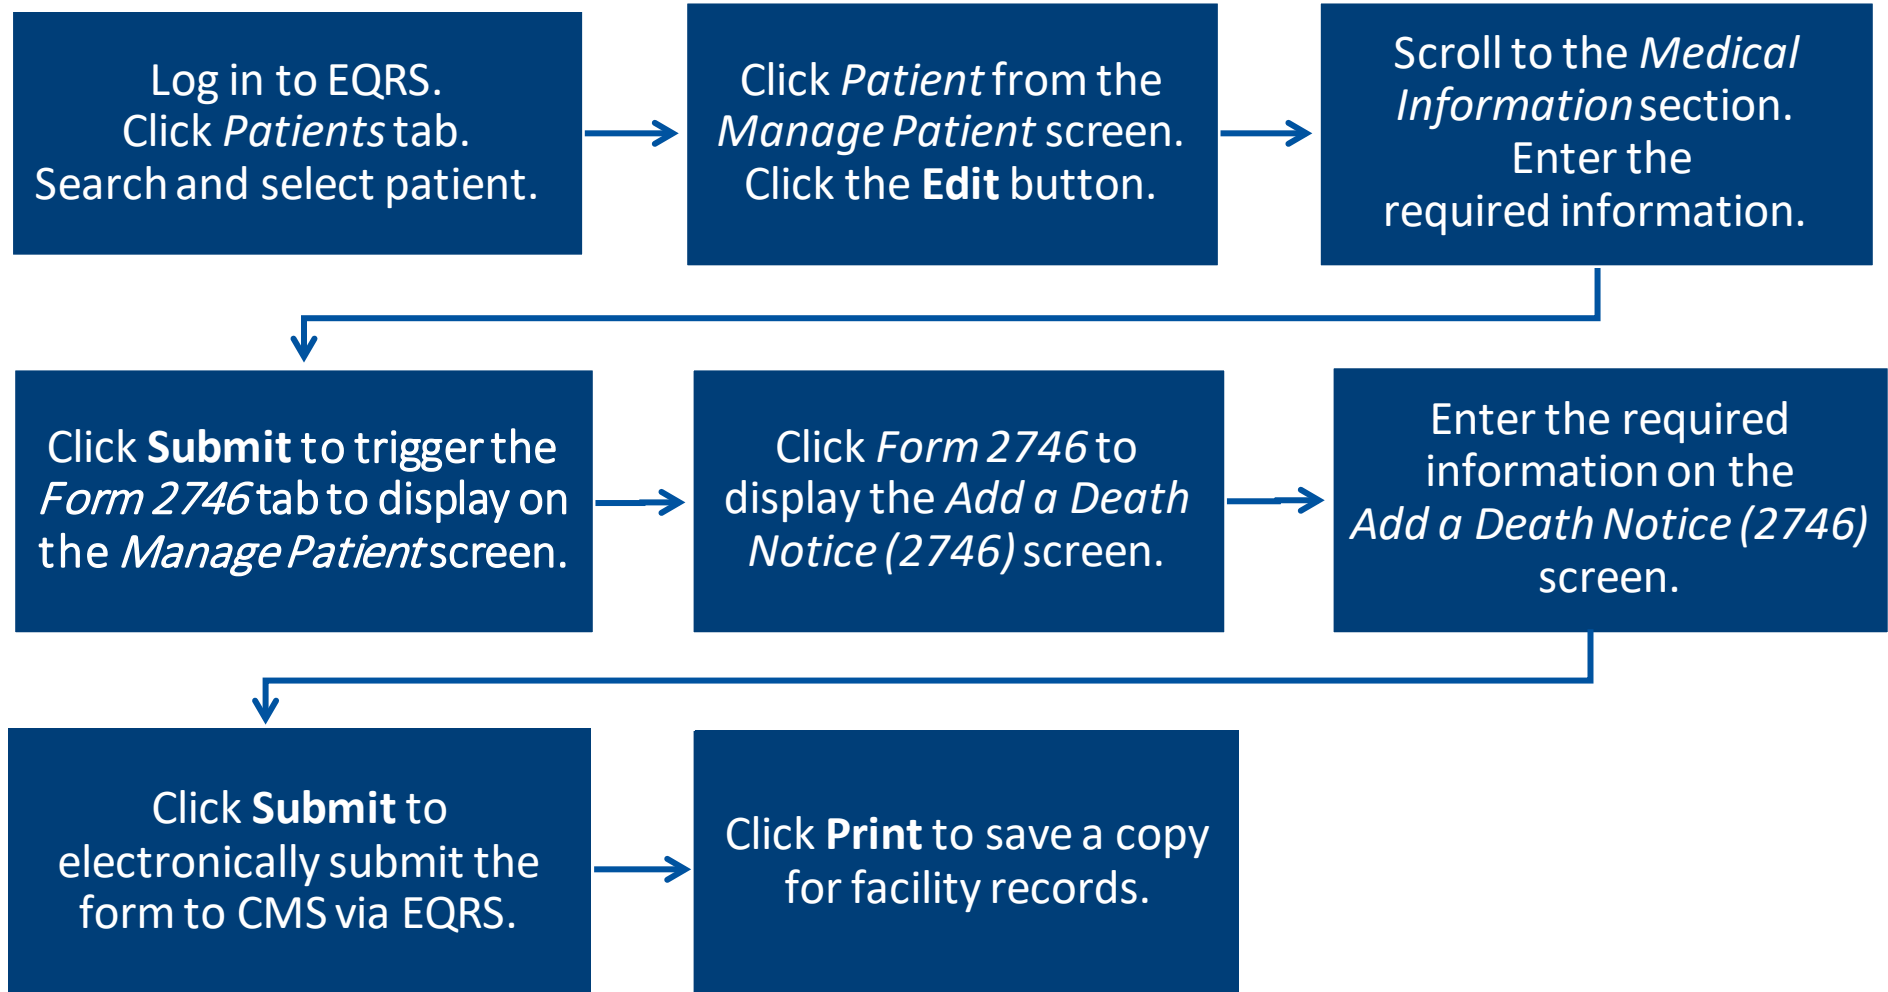 Log in to EQRS.
Click Patients tab.
Search and select patient.
Click Patient from the
Manage Patient screen.
Click the Edit button.
Scroll to the Medical
Information section.
Enter the
required information.
Click Submit to trigger the
Form 2746 tab to display on
the Manage Patient screen.
Click Form 2746 to
display the Add a Death
Notice (2746) screen.
Enter the required
information on the
Add a Death Notice (2746)
screen.
Click Submit to
electronically submit the
form to CMS via EQRS.
Click Print to save a copy
for facility records.